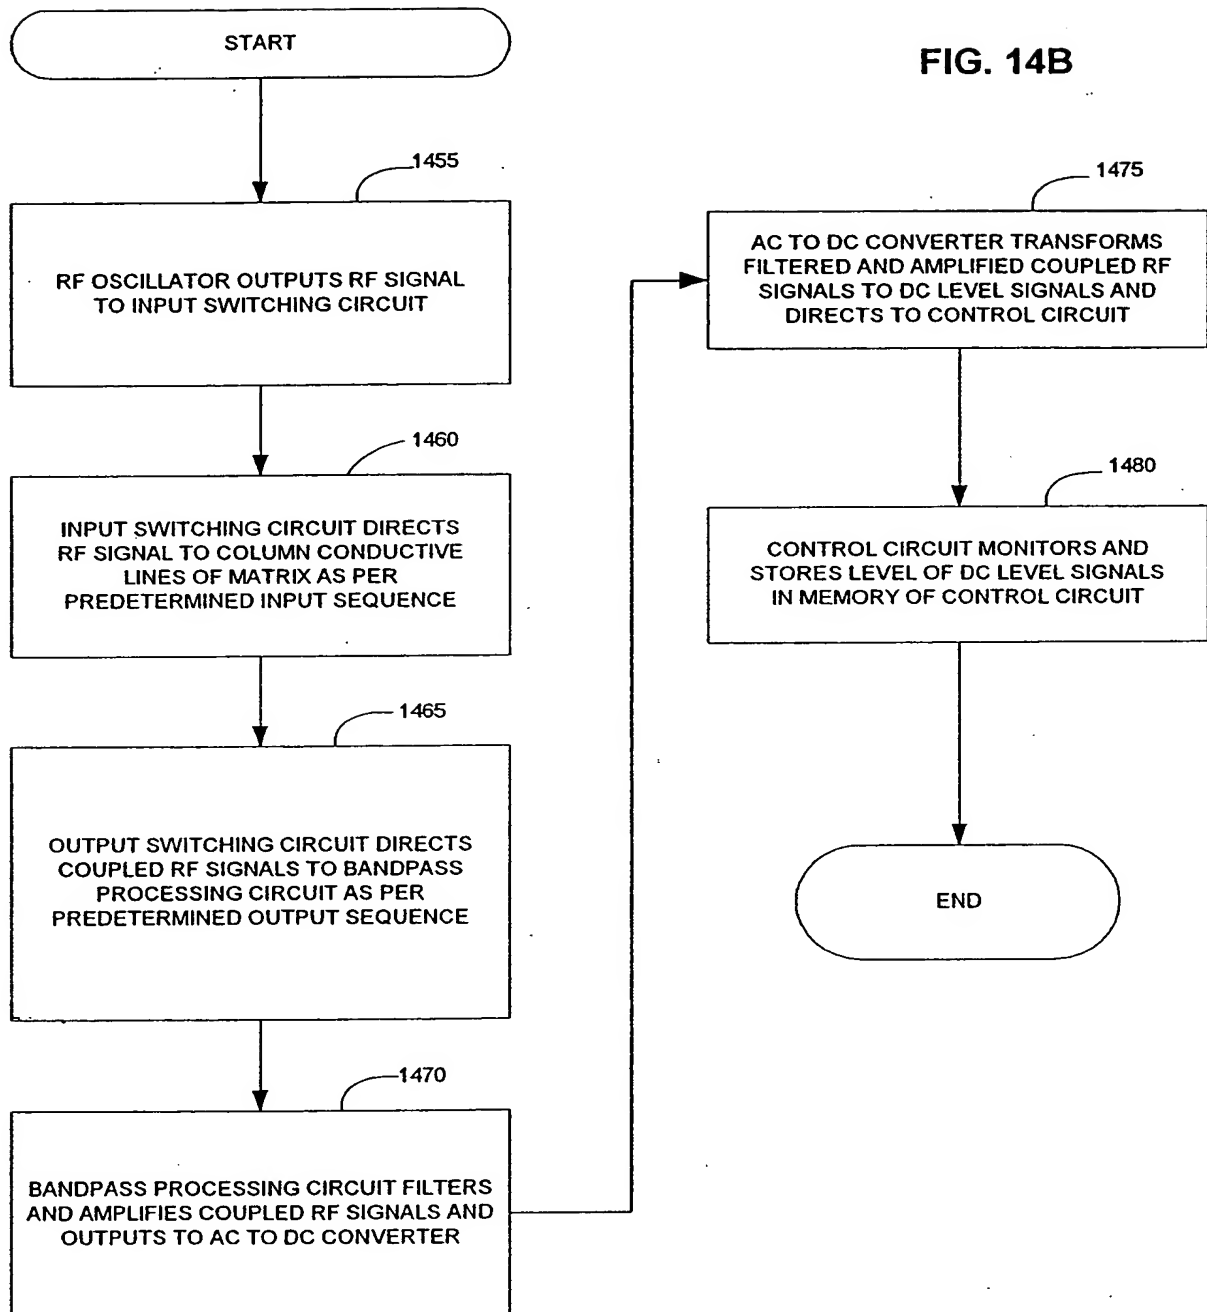 START
FIG. 14B
1455
RF OSCILLATOR OUTPUTS RF SIGNAL
TO INPUT SWITCHING CIRCUIT
1460
INPUT SWITCHING CIRCUIT DIRECTS
RF SIGNAL TO COLUMN CONDUCTIVE
LINES OF MATRIX AS PER
PREDETERMINED INPUT SEQUENCE
1465
OUTPUT SWITCHING CIRCUIT DIRECTS
COUPLED RF SIGNALS TO BANDPASS
PROCESSING CIRCUIT AS PER
PREDETERMINED OUTPUT SEQUENCE
1470
BANDPASS PROCESSING CIRCUIT FILTERS
AND AMPLIFIES COUPLED RF SIGNALS AND
OUTPUTS TO AC TO DC CONVERTER
1475
AC TO DC CONVERTER TRANSFORMS
FILTERED AND AMPLIFIED COUPLED RF
SIGNALS TO DC LEVEL SIGNALS AND
DIRECTS TO CONTROL CIRCUIT
1480
CONTROL CIRCUIT MONITORS AND
STORES LEVEL OF DC LEVEL SIGNALS
IN MEMORY OF CONTROL CIRCUIT
END